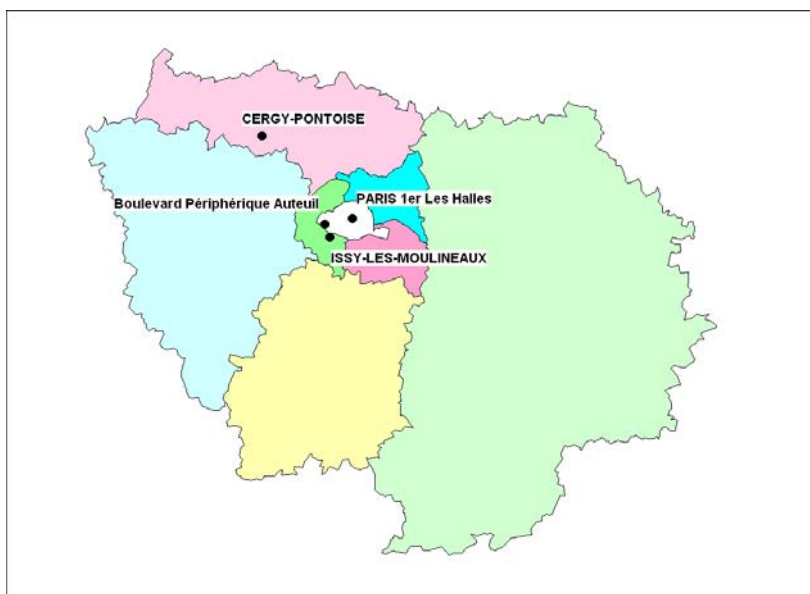 CERGY-PONTOISE
Boulevard Périphérique Auteuil
PARIS 1er Les Halles
ISSY-LES-MOULINEAUX